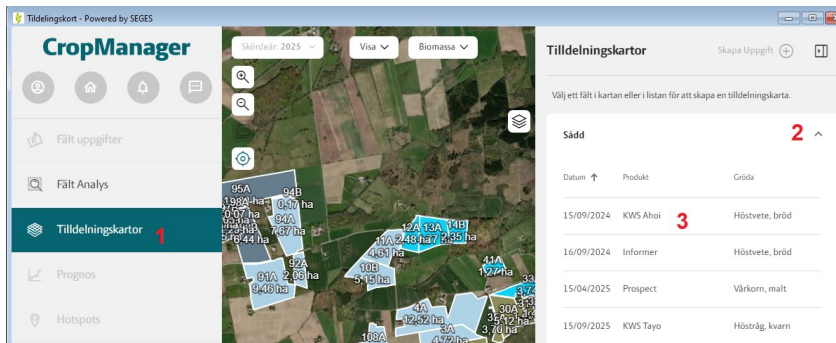 Tildelingskort - Powered by SEGES
CropManager
Fält uppgifter
Fält Analys
Tilldelningskartor 1
Prognos
Hotspots
Skördeår: 2025
Visa
Biomassa
95A
94B
0,17 ha
94A
7,67 ha
92A
2,06 ha
91A
9,46 ha
12A 13A 14B
11A
4,61 ha
10B
5,15 ha
41A
1,27 ha
4A
12,52 ha
3A
4,72 ha
30A
108A
Tilldelningskartor
Skapa Uppgift
Välj ett fält i kartan eller i listan för att skapa en tilldelningskarta.
Sådd 2
Datum Produkt Gröda
15/09/2024 KWS Ahoi 3 Höstvete, bröd
16/09/2024 Informer Höstvete, bröd
15/04/2025 Prospect Vårkorn, malt
15/09/2025 KWS Tayo Höstråg, kvarn